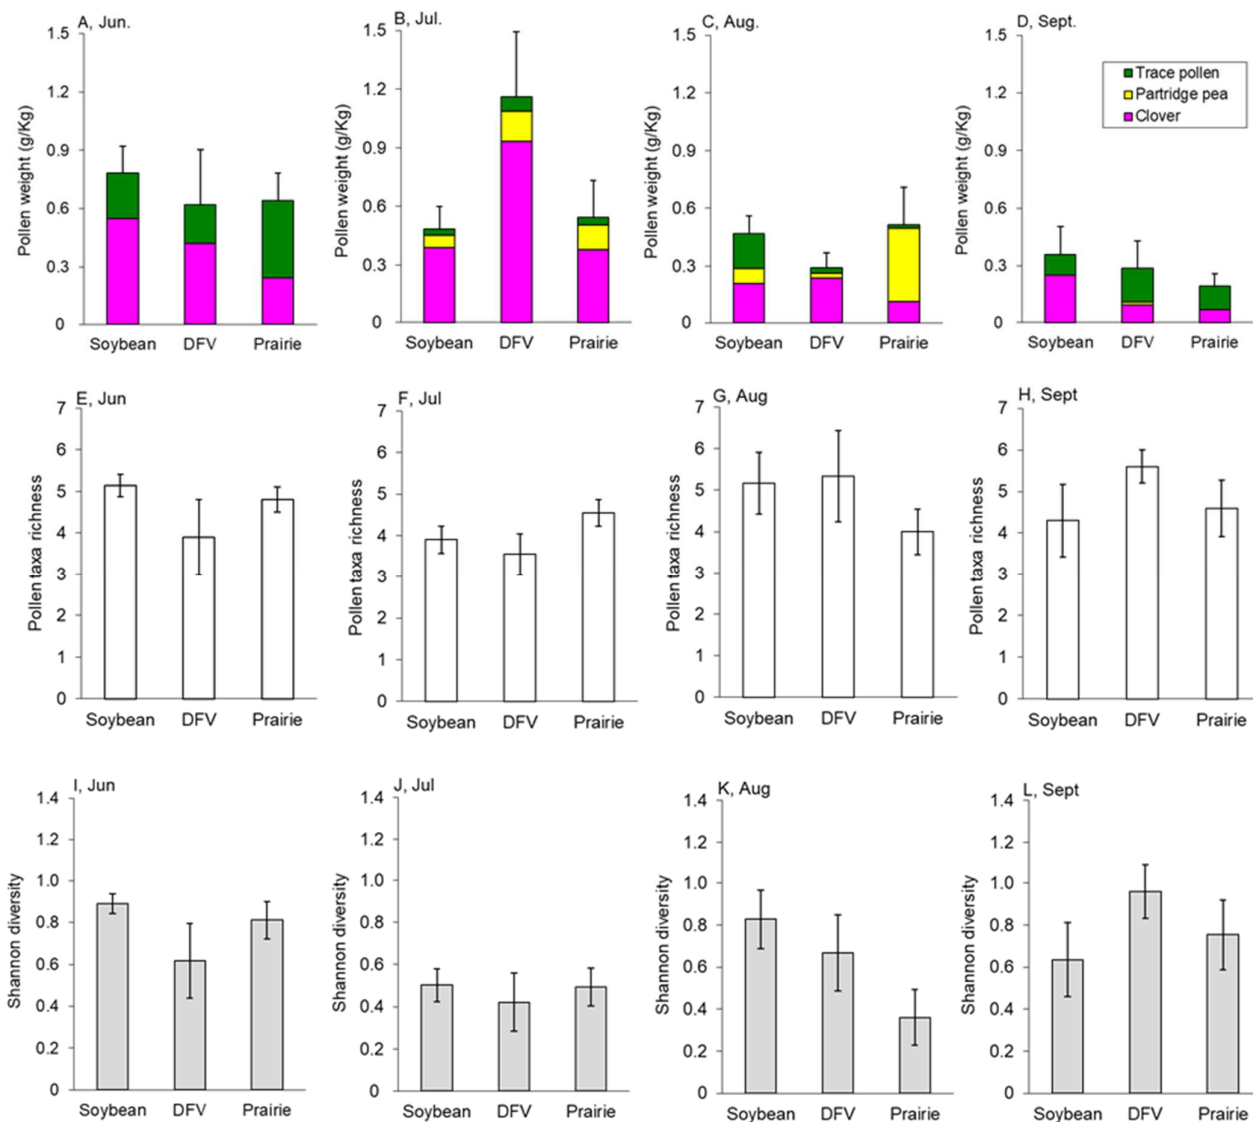 A, Jun.
B, Jul.
C, Aug.
D, Sept.
Pollen weight (g/Kg)
1.5
1.2
0.9
0.6
0.3
0
Soybean DFV Prairie
Pollen weight (g/Kg)
1.5
1.2
0.9
0.6
0.3
0
Soybean DFV Prairie
Pollen weight (g/Kg)
1.5
1.2
0.9
0.6
0.3
0
Soybean DFV Prairie
Pollen weight (g/Kg)
1.5
1.2
0.9
0.6
0.3
0
Soybean DFV Prairie
Trace pollen
Partridge pea
Clover
E, Jun
F, Jul
G, Aug
H, Sept
Pollen taxa richness
7
6
5
4
3
2
1
0
Soybean DFV Prairie
Pollen taxa richness
7
6
5
4
3
2
1
0
Soybean DFV Prairie
Pollen taxa richness
7
6
5
4
3
2
1
0
Soybean DFV Prairie
Pollen taxa richness
7
6
5
4
3
2
1
0
Soybean DFV Prairie
I, Jun
J, Jul
K, Aug
L, Sept
Shannon diversity
1.4
1.2
1.0
0.8
0.6
0.4
0.2
0
Soybean DFV Prairie
Shannon diversity
1.4
1.2
1.0
0.8
0.6
0.4
0.2
0
Soybean DFV Prairie
Shannon diversity
1.4
1.2
1.0
0.8
0.6
0.4
0.2
0
Soybean DFV Prairie
Shannon diversity
1.4
1.2
1.0
0.8
0.6
0.4
0.2
0
Soybean DFV Prairie